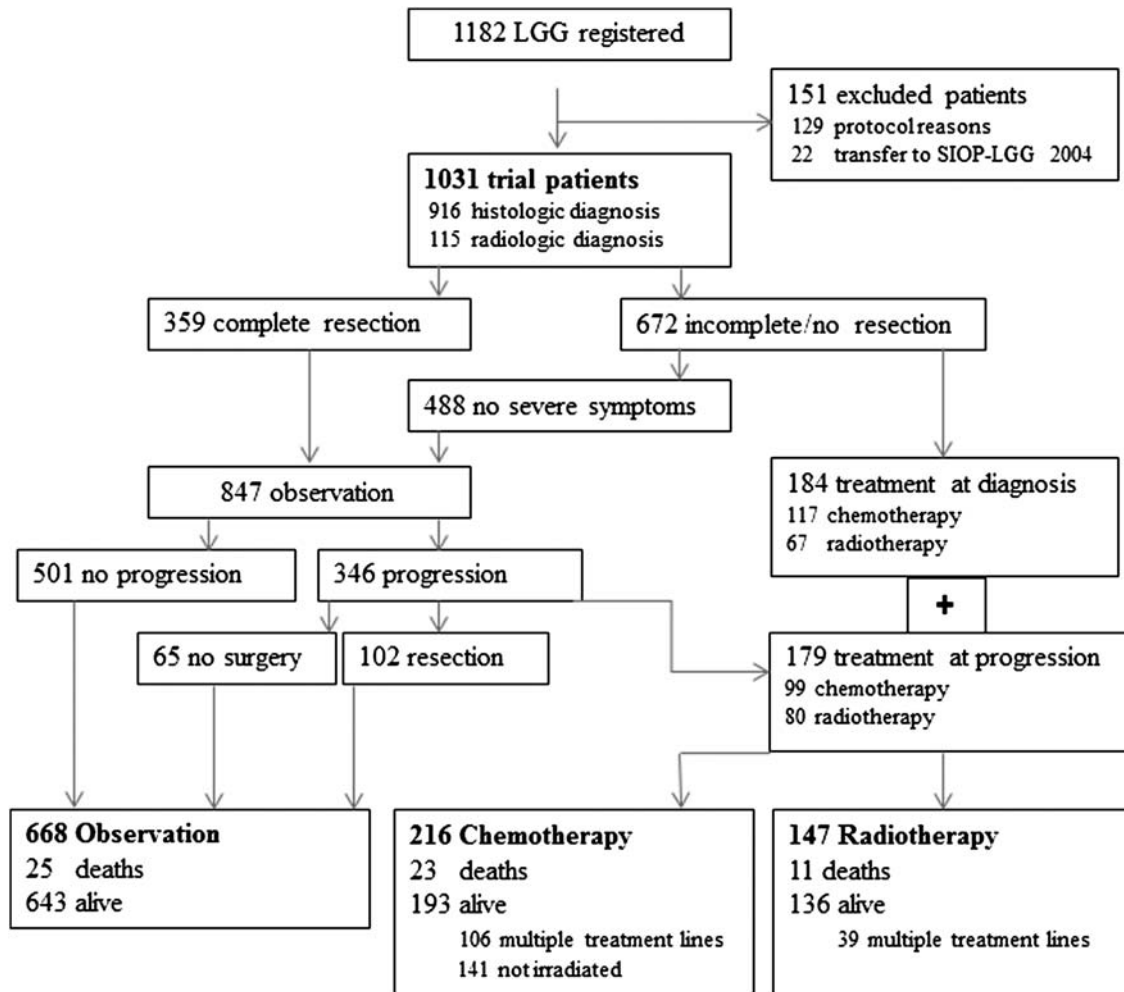 1182 LGG registered
151 excluded patients
129 protocol reasons
22 transfer to SIOP-LGG 2004
1031 trial patients
916 histologic diagnosis
115 radiologic diagnosis
359 complete resection
672 incomplete/no resection
488 no severe symptoms
847 observation
184 treatment at diagnosis
117 chemotherapy
67 radiotherapy
501 no progression
346 progression
+
65 no surgery
102 resection
179 treatment at progression
99 chemotherapy
80 radiotherapy
668 Observation
25 deaths
643 alive
216 Chemotherapy
23 deaths
193 alive
106 multiple treatment lines
141 not irradiated
147 Radiotherapy
11 deaths
136 alive
39 multiple treatment lines